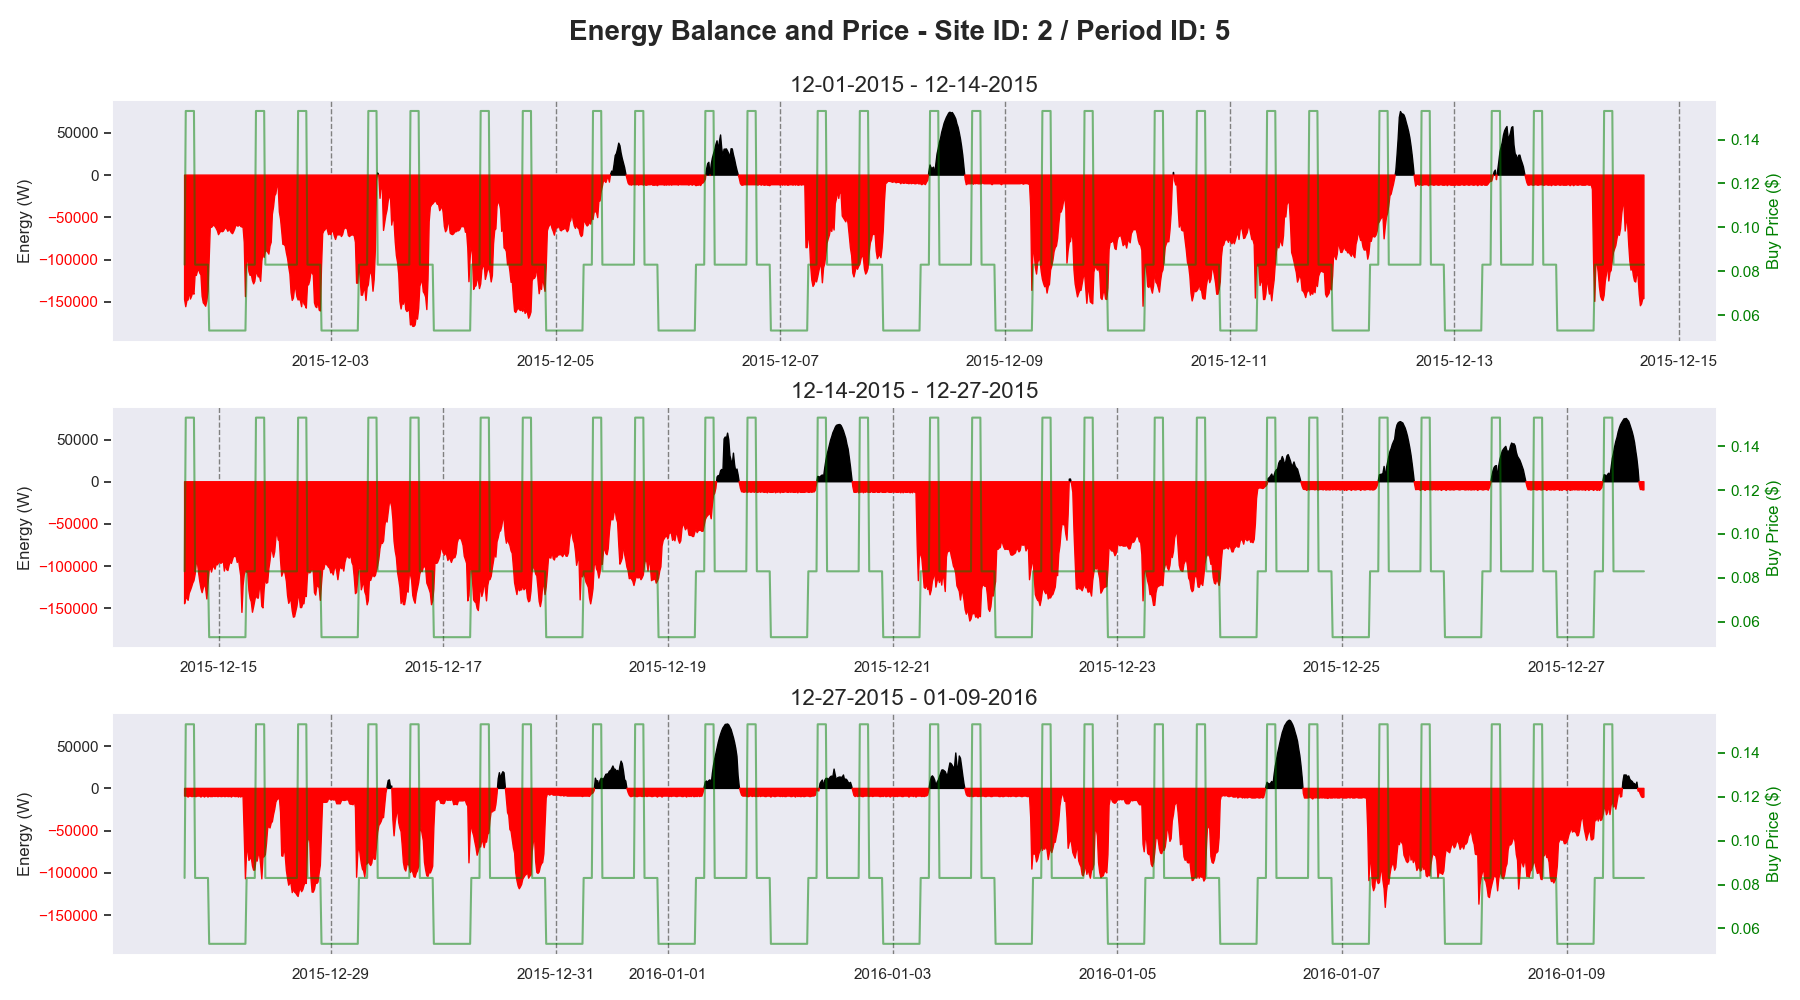 Energy Balance and Price - Site ID: 2 / Period ID: 5
12-01-2015 - 12-14-2015
Energy (W)
50000
0
−50000
−100000
−150000
0.14
0.12
0.10
0.08
0.06
Buy Price ($)
2015-12-03 2015-12-05 2015-12-07 2015-12-09 2015-12-11 2015-12-13 2015-12-15
12-14-2015 - 12-27-2015
Energy (W)
50000
0
−50000
−100000
−150000
0.14
0.12
0.10
0.08
0.06
Buy Price ($)
2015-12-15 2015-12-17 2015-12-19 2015-12-21 2015-12-23 2015-12-25 2015-12-27
12-27-2015 - 01-09-2016
Energy (W)
50000
0
−50000
−100000
−150000
0.14
0.12
0.10
0.08
0.06
Buy Price ($)
2015-12-29 2015-12-31 2016-01-01 2016-01-03 2016-01-05 2016-01-07 2016-01-09